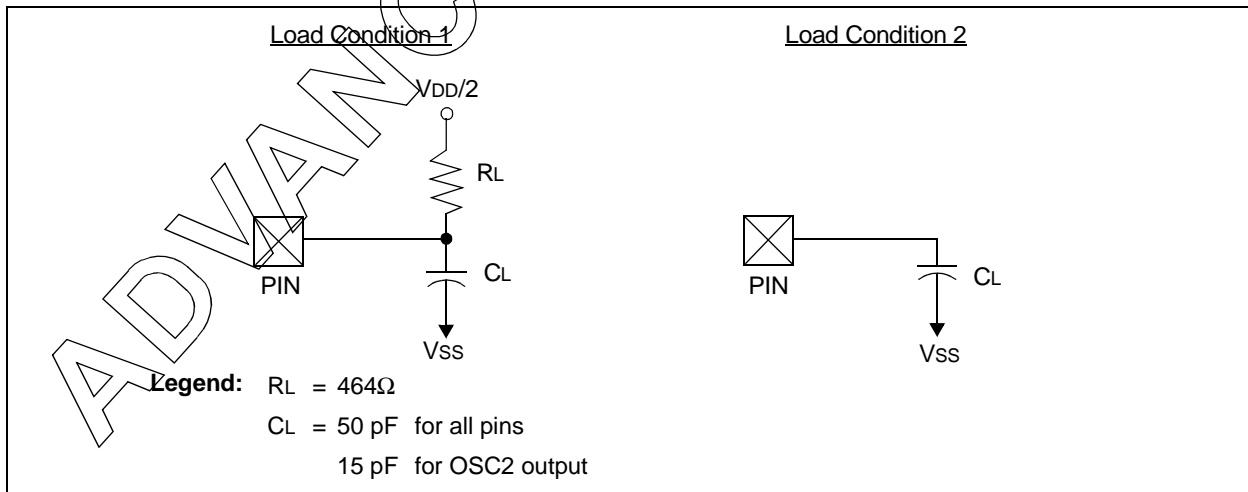 Load Condition 1
Load Condition 2
VDD/2
RL
PIN
CL
VSS
PIN
CL
VSS
Legend: RL = 464Ω
CL = 50 pF for all pins
15 pF for OSC2 output
ADVANC